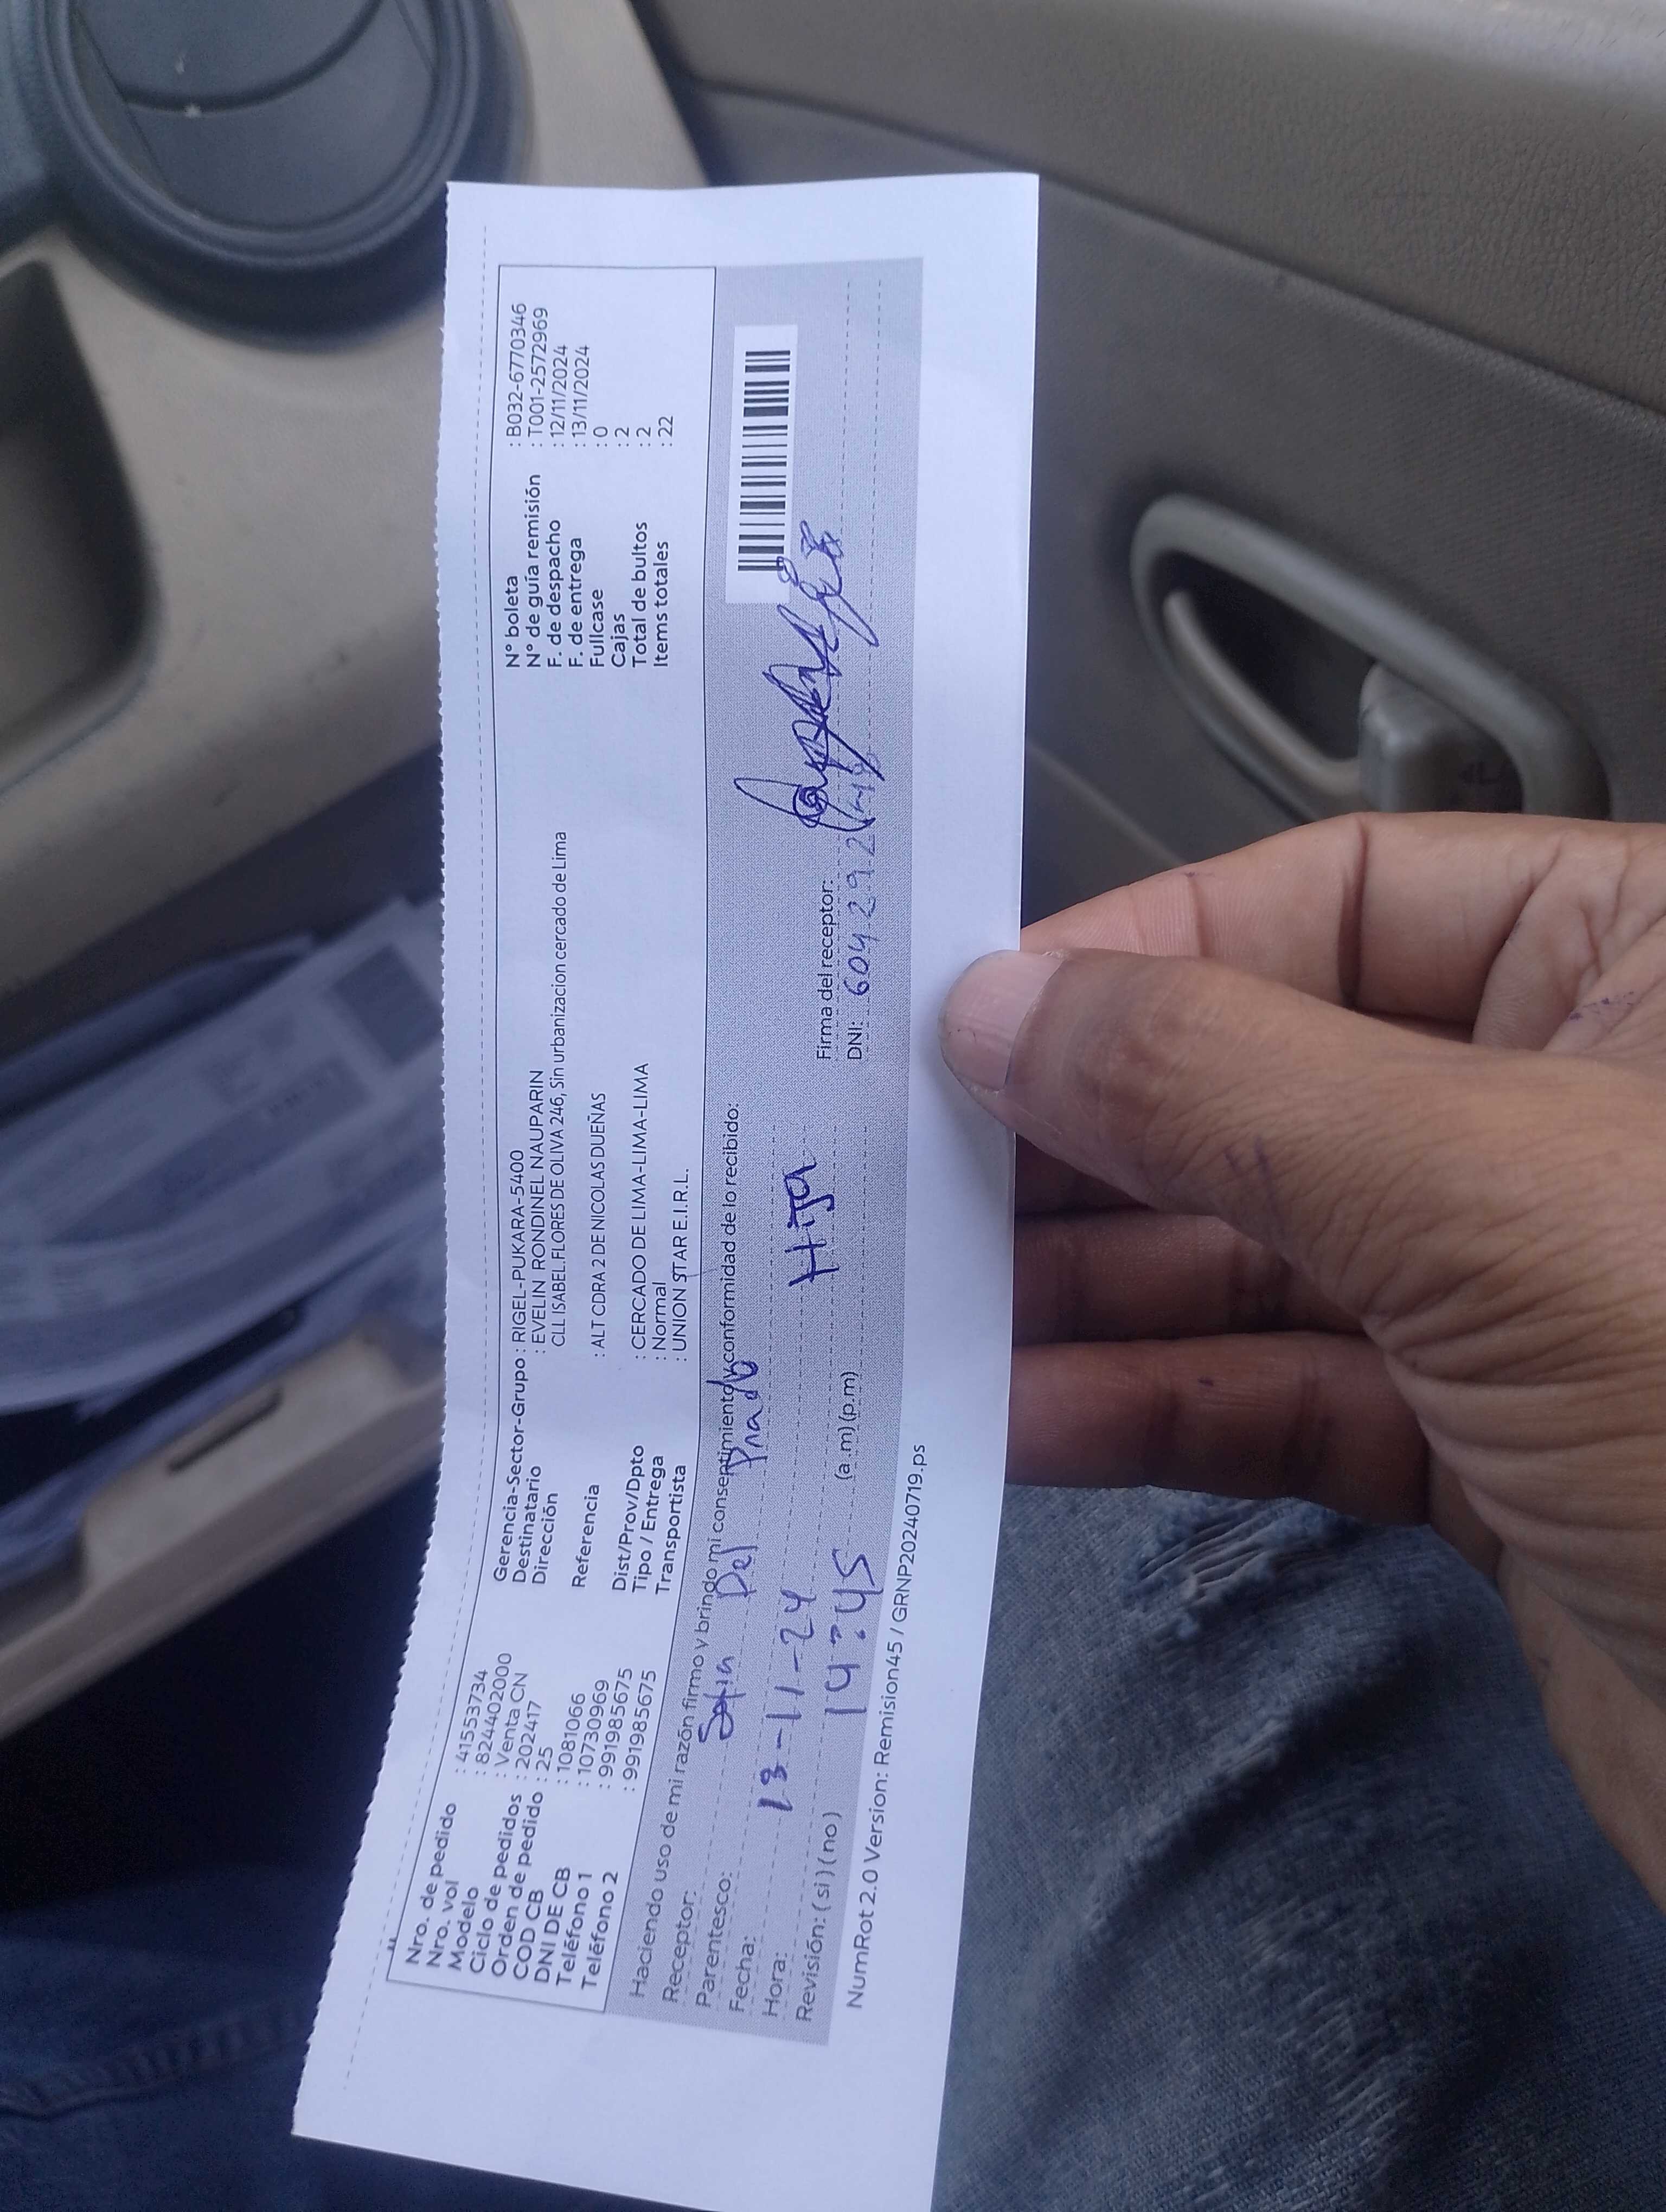 Nro. de pedido : 41553734
Nro. vol : 824402000
Modelo : Venta CN
Ciclo de pedidos : 202417
Orden de pedido : 25
COD CB : 1081066
DNI DE CB : 10730969
Teléfono 1 : 991985675
Teléfono 2 : 991985675
Gerencia-Sector-Grupo : RIGEL-PUKARA-5400
Destinatario : EVELIN RONDINEL NAUPARIN
Dirección CLL ISABEL FLORES DE OLIVA 246, Sin urbanizacion cercado de Lima
Referencia : ALT CDRA 2 DE NICOLAS DUEÑAS
Dist/Prov/Dpto : CERCADO DE LIMA-LIMA-LIMA
Tipo / Entrega : Normal
Transportista : UNION STAR E.I.R.L.
N° boleta : B032-6770346
N° de guía remisión : T001-2572969
F. de despacho : 12/11/2024
F. de entrega : 13/11/2024
Fullcase : 0
Cajas : 2
Total de bultos : 2
Items totales : 22
Haciendo uso de mi razón firmo y brindo mi consentimiento y conformidad de lo recibido:
Receptor: Sofia Del Prado
Parentesco: Hija
Fecha: 13-11-24
Hora: 14:45 (a.m) (p.m)
Revisión: ( si ) ( no )
Firma del receptor:
DNI:
NumRot 2.0 Version: Remision45 / GRNP20240719.ps